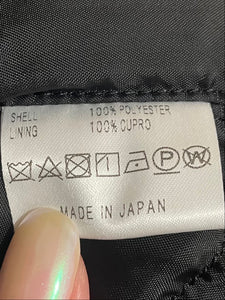 SHELL 100% POLYESTER
LINING 100% CUPRO
P W
MADE IN JAPAN